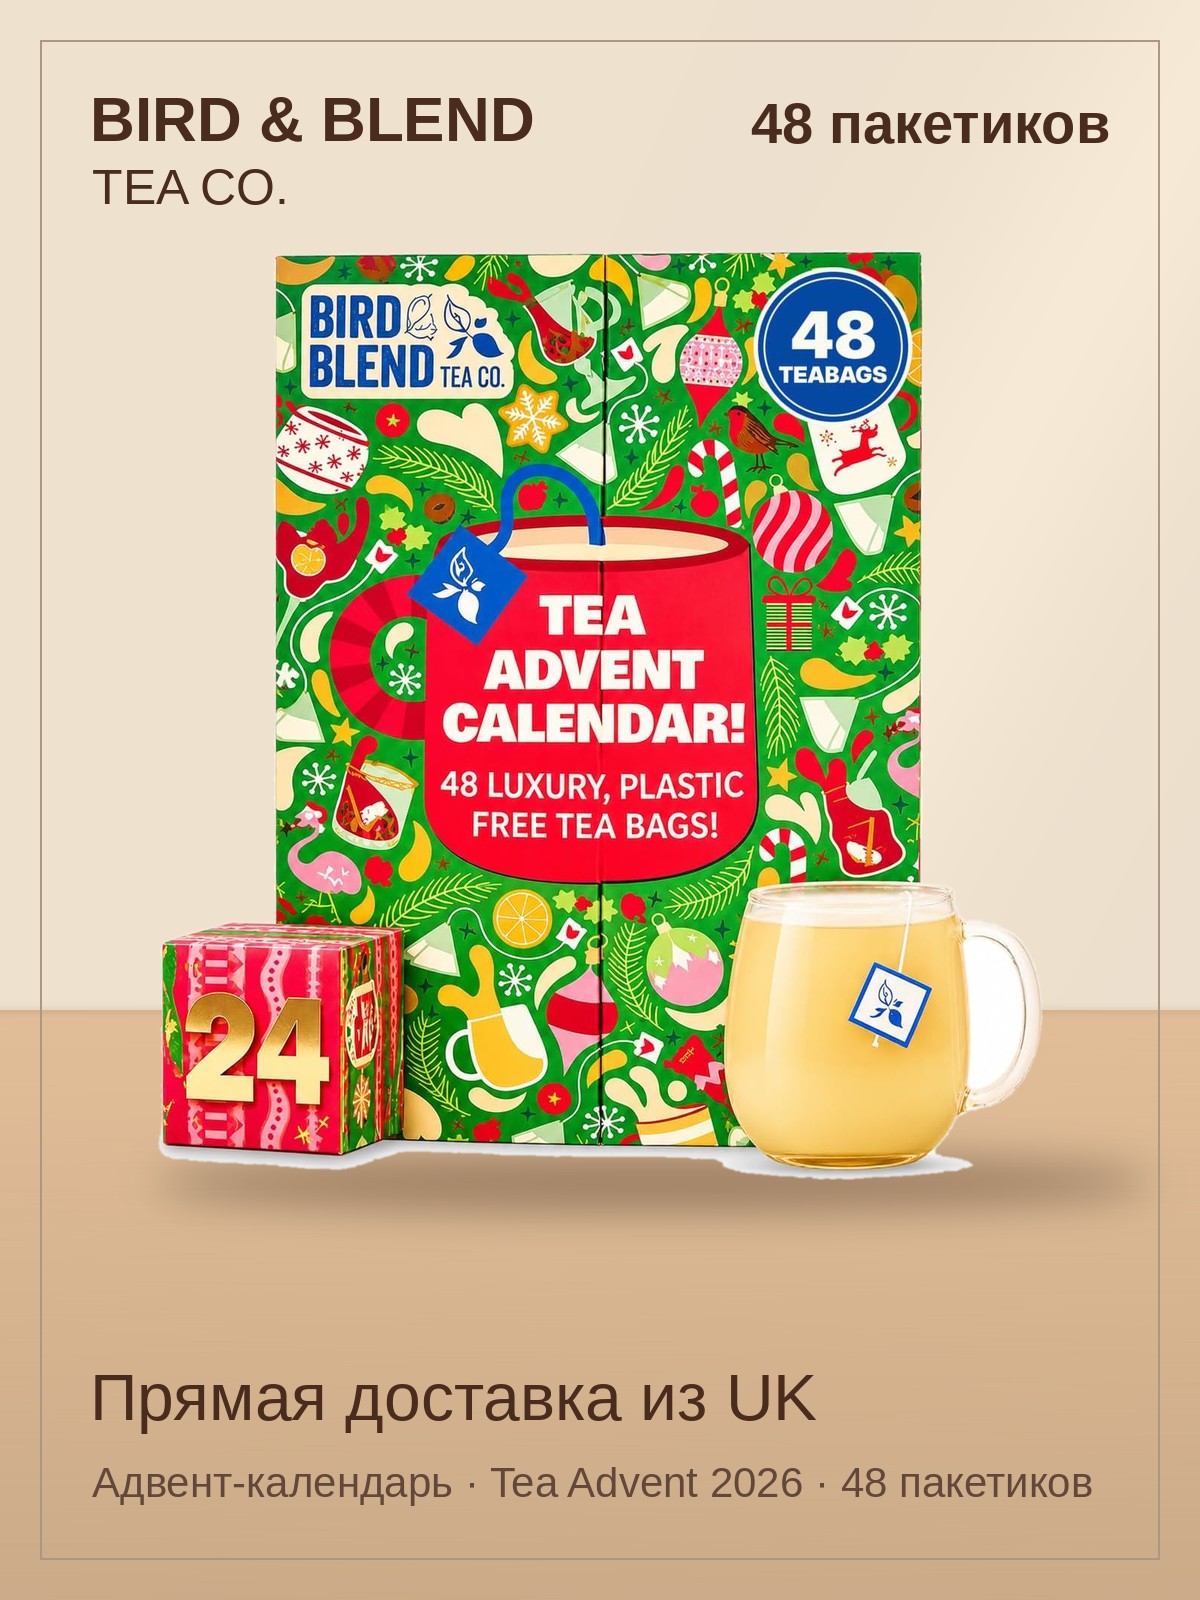 BIRD & BLEND
TEA CO.
48 пакетиков
BIRD
BLEND TEA CO.
48
TEABAGS
TEA
ADVENT
CALENDAR!
48 LUXURY, PLASTIC
FREE TEA BAGS!
24
Прямая доставка из UK
Адвент-календарь · Tea Advent 2026 · 48 пакетиков